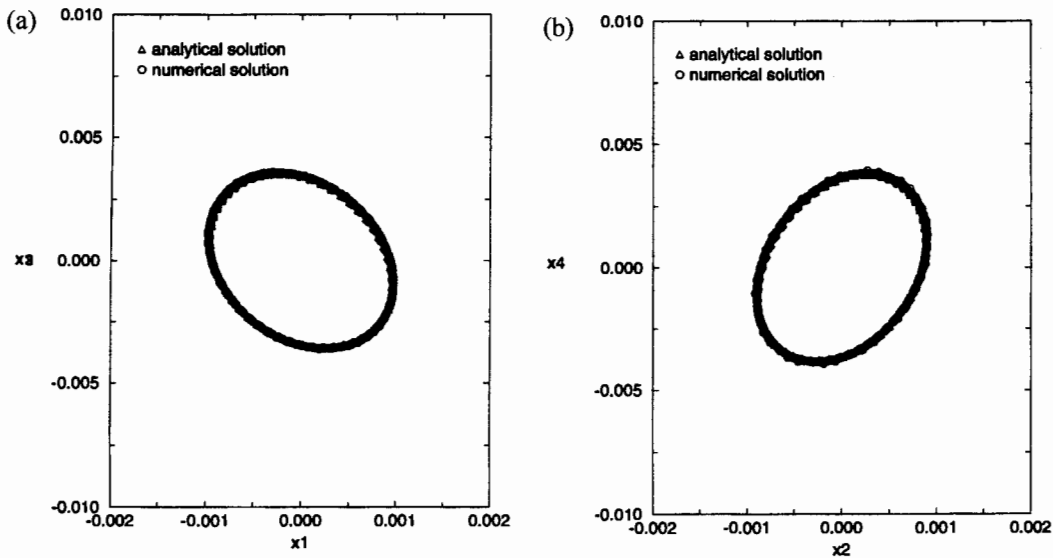 (a)
0.010
△ analytical solution
○ numerical solution
0.005
x3
0.000
-0.005
-0.010
-0.002
-0.001
0.000
0.001
0.002
x1
(b)
0.010
△ analytical solution
○ numerical solution
0.005
x4
0.000
-0.005
-0.010
-0.002
-0.001
0.000
0.001
0.002
x2